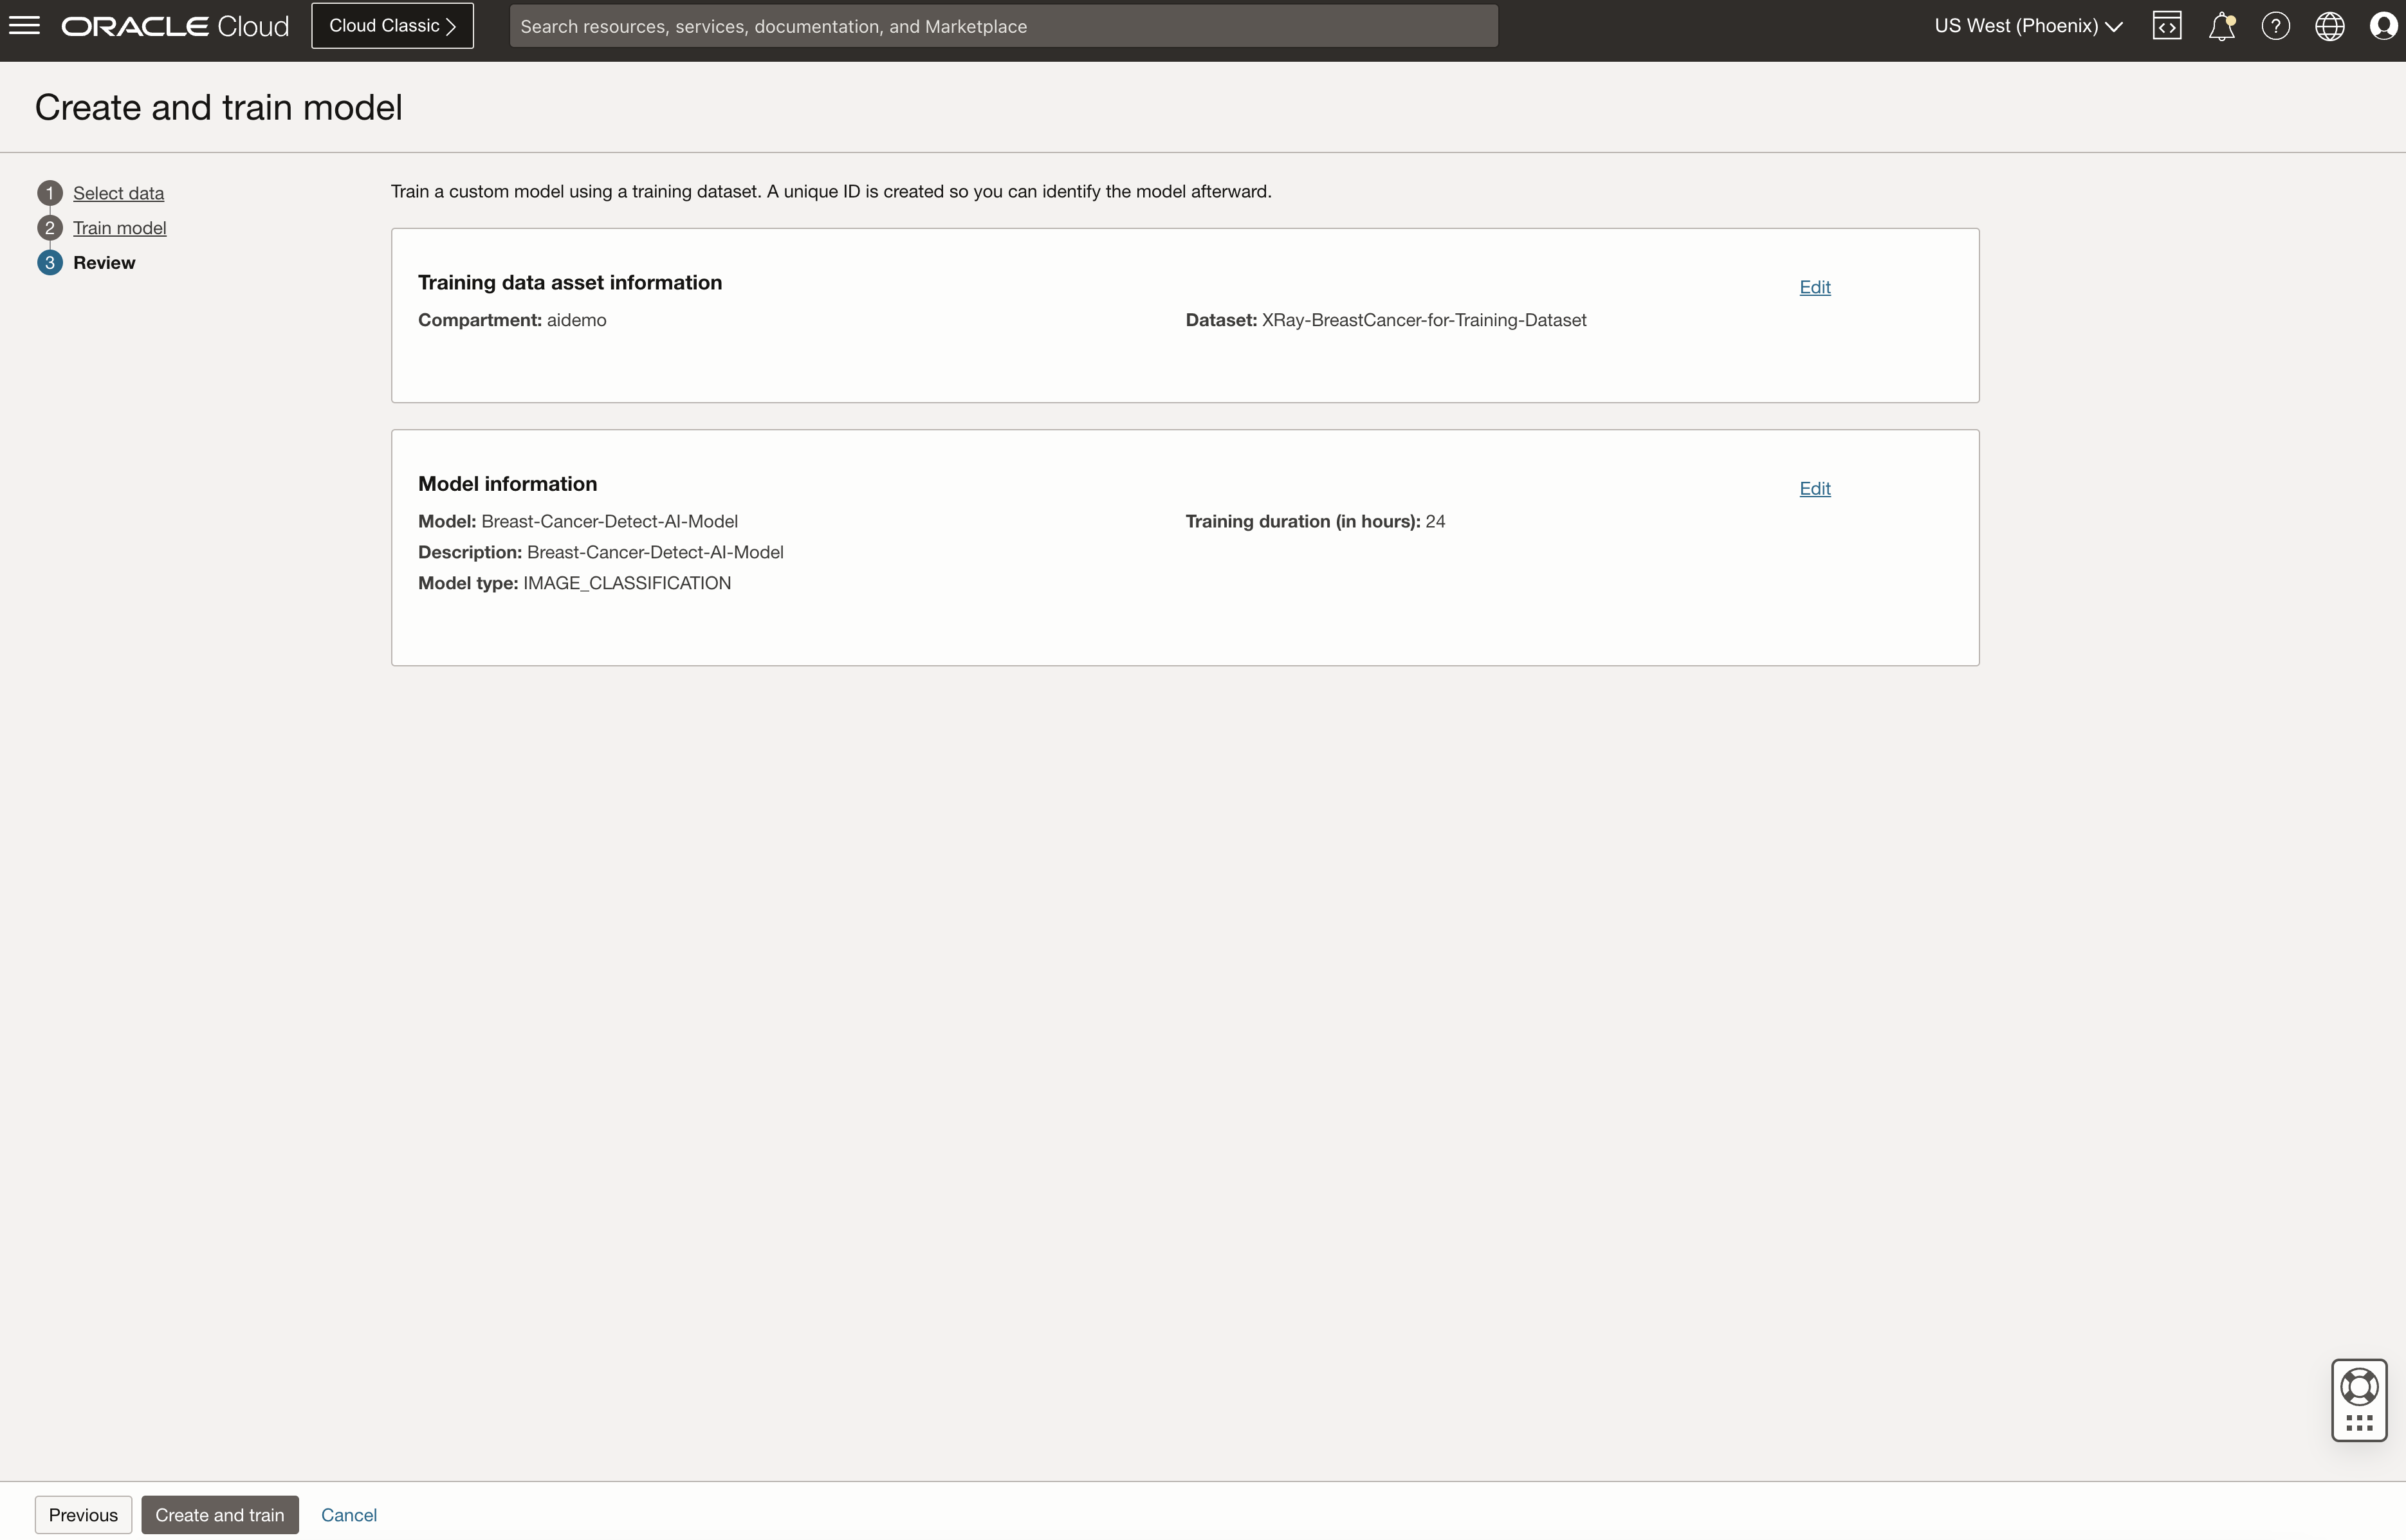 ORACLE Cloud
Cloud Classic
Search resources, services, documentation, and Marketplace
US West (Phoenix)
Create and train model
1 Select data
2 Train model
3 Review
Train a custom model using a training dataset. A unique ID is created so you can identify the model afterward.
Training data asset information
Edit
Compartment: aidemo
Dataset: XRay-BreastCancer-for-Training-Dataset
Model information
Edit
Model: Breast-Cancer-Detect-AI-Model
Training duration (in hours): 24
Description: Breast-Cancer-Detect-AI-Model
Model type: IMAGE_CLASSIFICATION
Previous
Create and train
Cancel